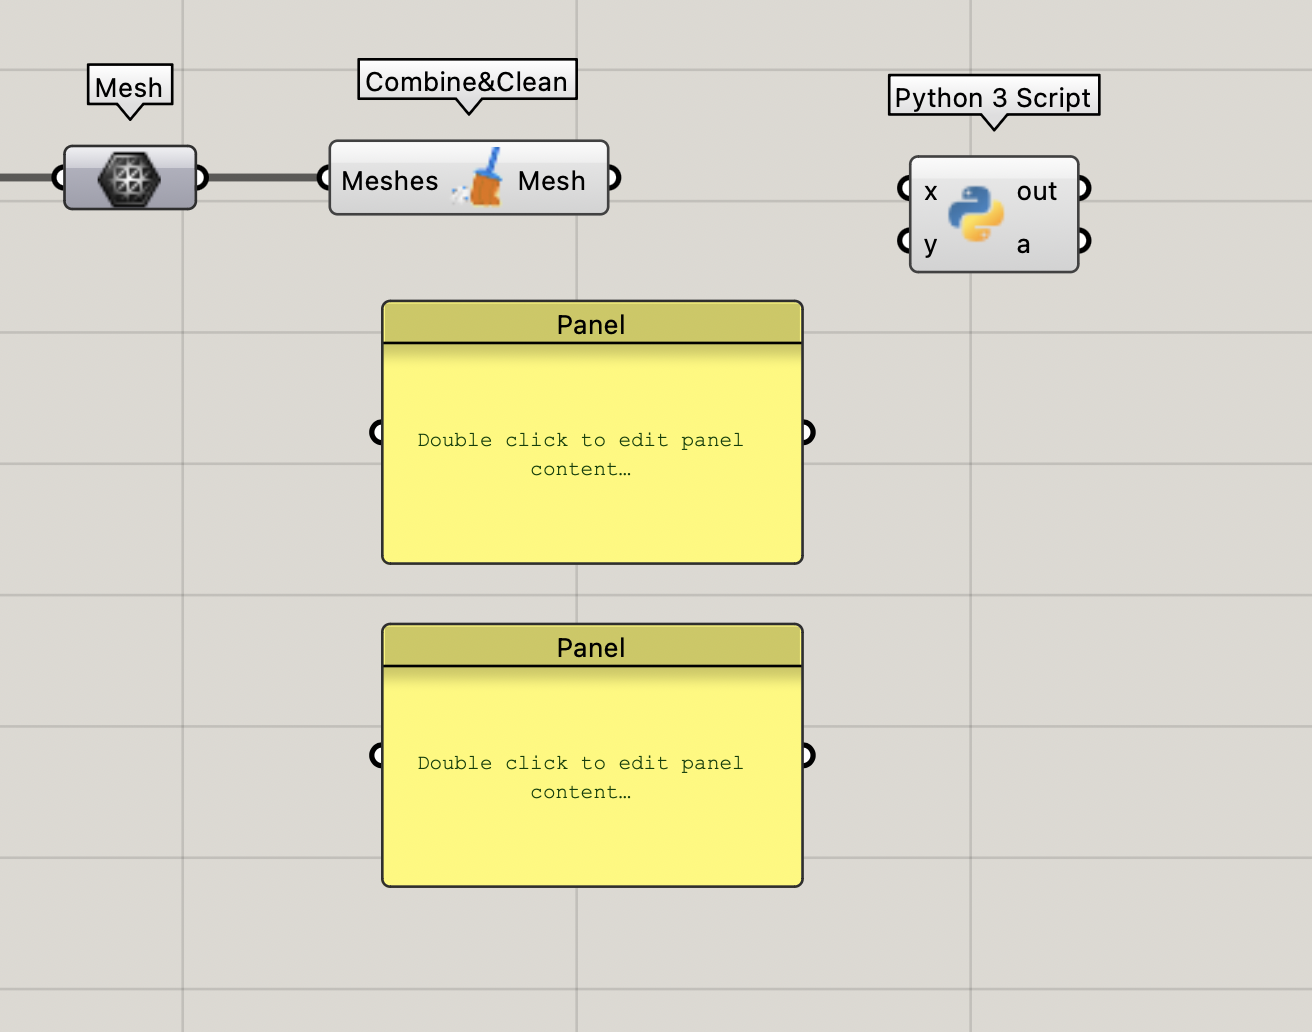 Mesh
Combine&Clean
Python 3 Script
Meshes
Mesh
x
out
y
a
Panel
Double click to edit panel
content…
Panel
Double click to edit panel
content…